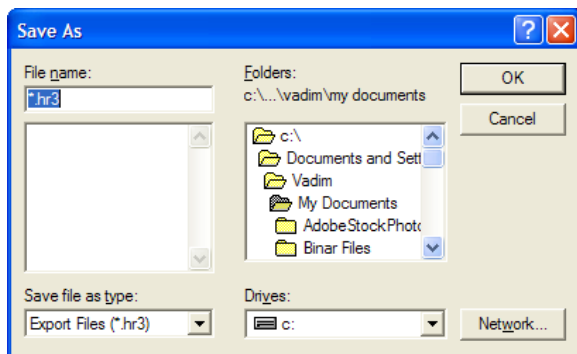 Save As
File name:
*.hr3
Folders:
c:\...\vadim\my documents
c:\
Documents and Sett
Vadim
My Documents
AdobeStockPhoto
Binar Files
OK
Cancel
Save file as type:
Export Files (*.hr3)
Drives:
c:
Network...